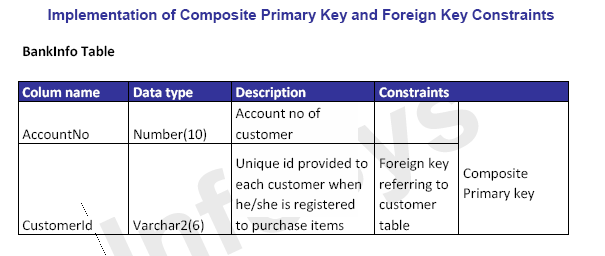 Implementation of Composite Primary Key and Foreign Key Constraints
BankInfo Table
Colum name Data type Description Constraints
AccountNo Number(10) Account no of
customer
CustomerId Varchar2(6) Unique id provided to
each customer when
he/she is registered
to purchase items
Foreign key
referring to
customer
table
Composite
Primary key